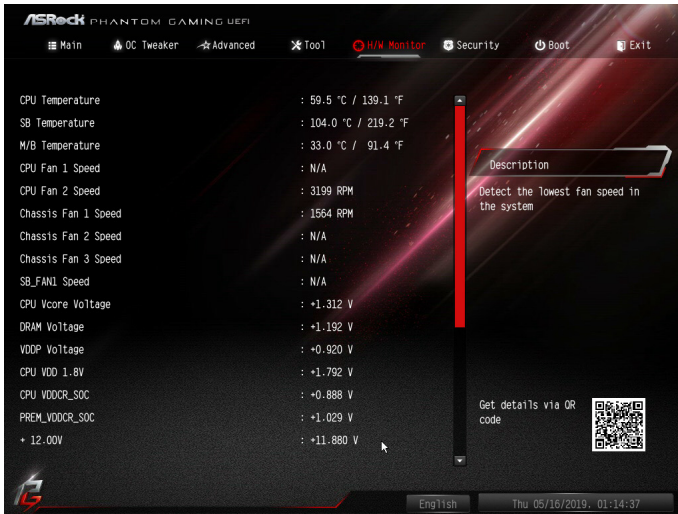 ASRock PHANTOM GAMING UEFI
Main OC Tweaker Advanced Tool H/W Monitor Security Boot Exit
CPU Temperature : 59.5 °C / 139.1 °F
SB Temperature : 104.0 °C / 219.2 °F
M/B Temperature : 33.0 °C / 91.4 °F
CPU Fan 1 Speed : N/A
CPU Fan 2 Speed : 3199 RPM
Chassis Fan 1 Speed : 1564 RPM
Chassis Fan 2 Speed : N/A
Chassis Fan 3 Speed : N/A
SB_FAN1 Speed : N/A
CPU Vcore Voltage : +1.312 V
DRAM Voltage : +1.192 V
VDDP Voltage : +0.920 V
CPU VDD 1.8V : +1.792 V
CPU VDDCR_SOC : +0.888 V
PREM_VDDCR_SOC : +1.029 V
+ 12.00V : +11.880 V
Description
Detect the lowest fan speed in
the system
Get details via QR
code
English Thu 05/16/2019, 01:14:37